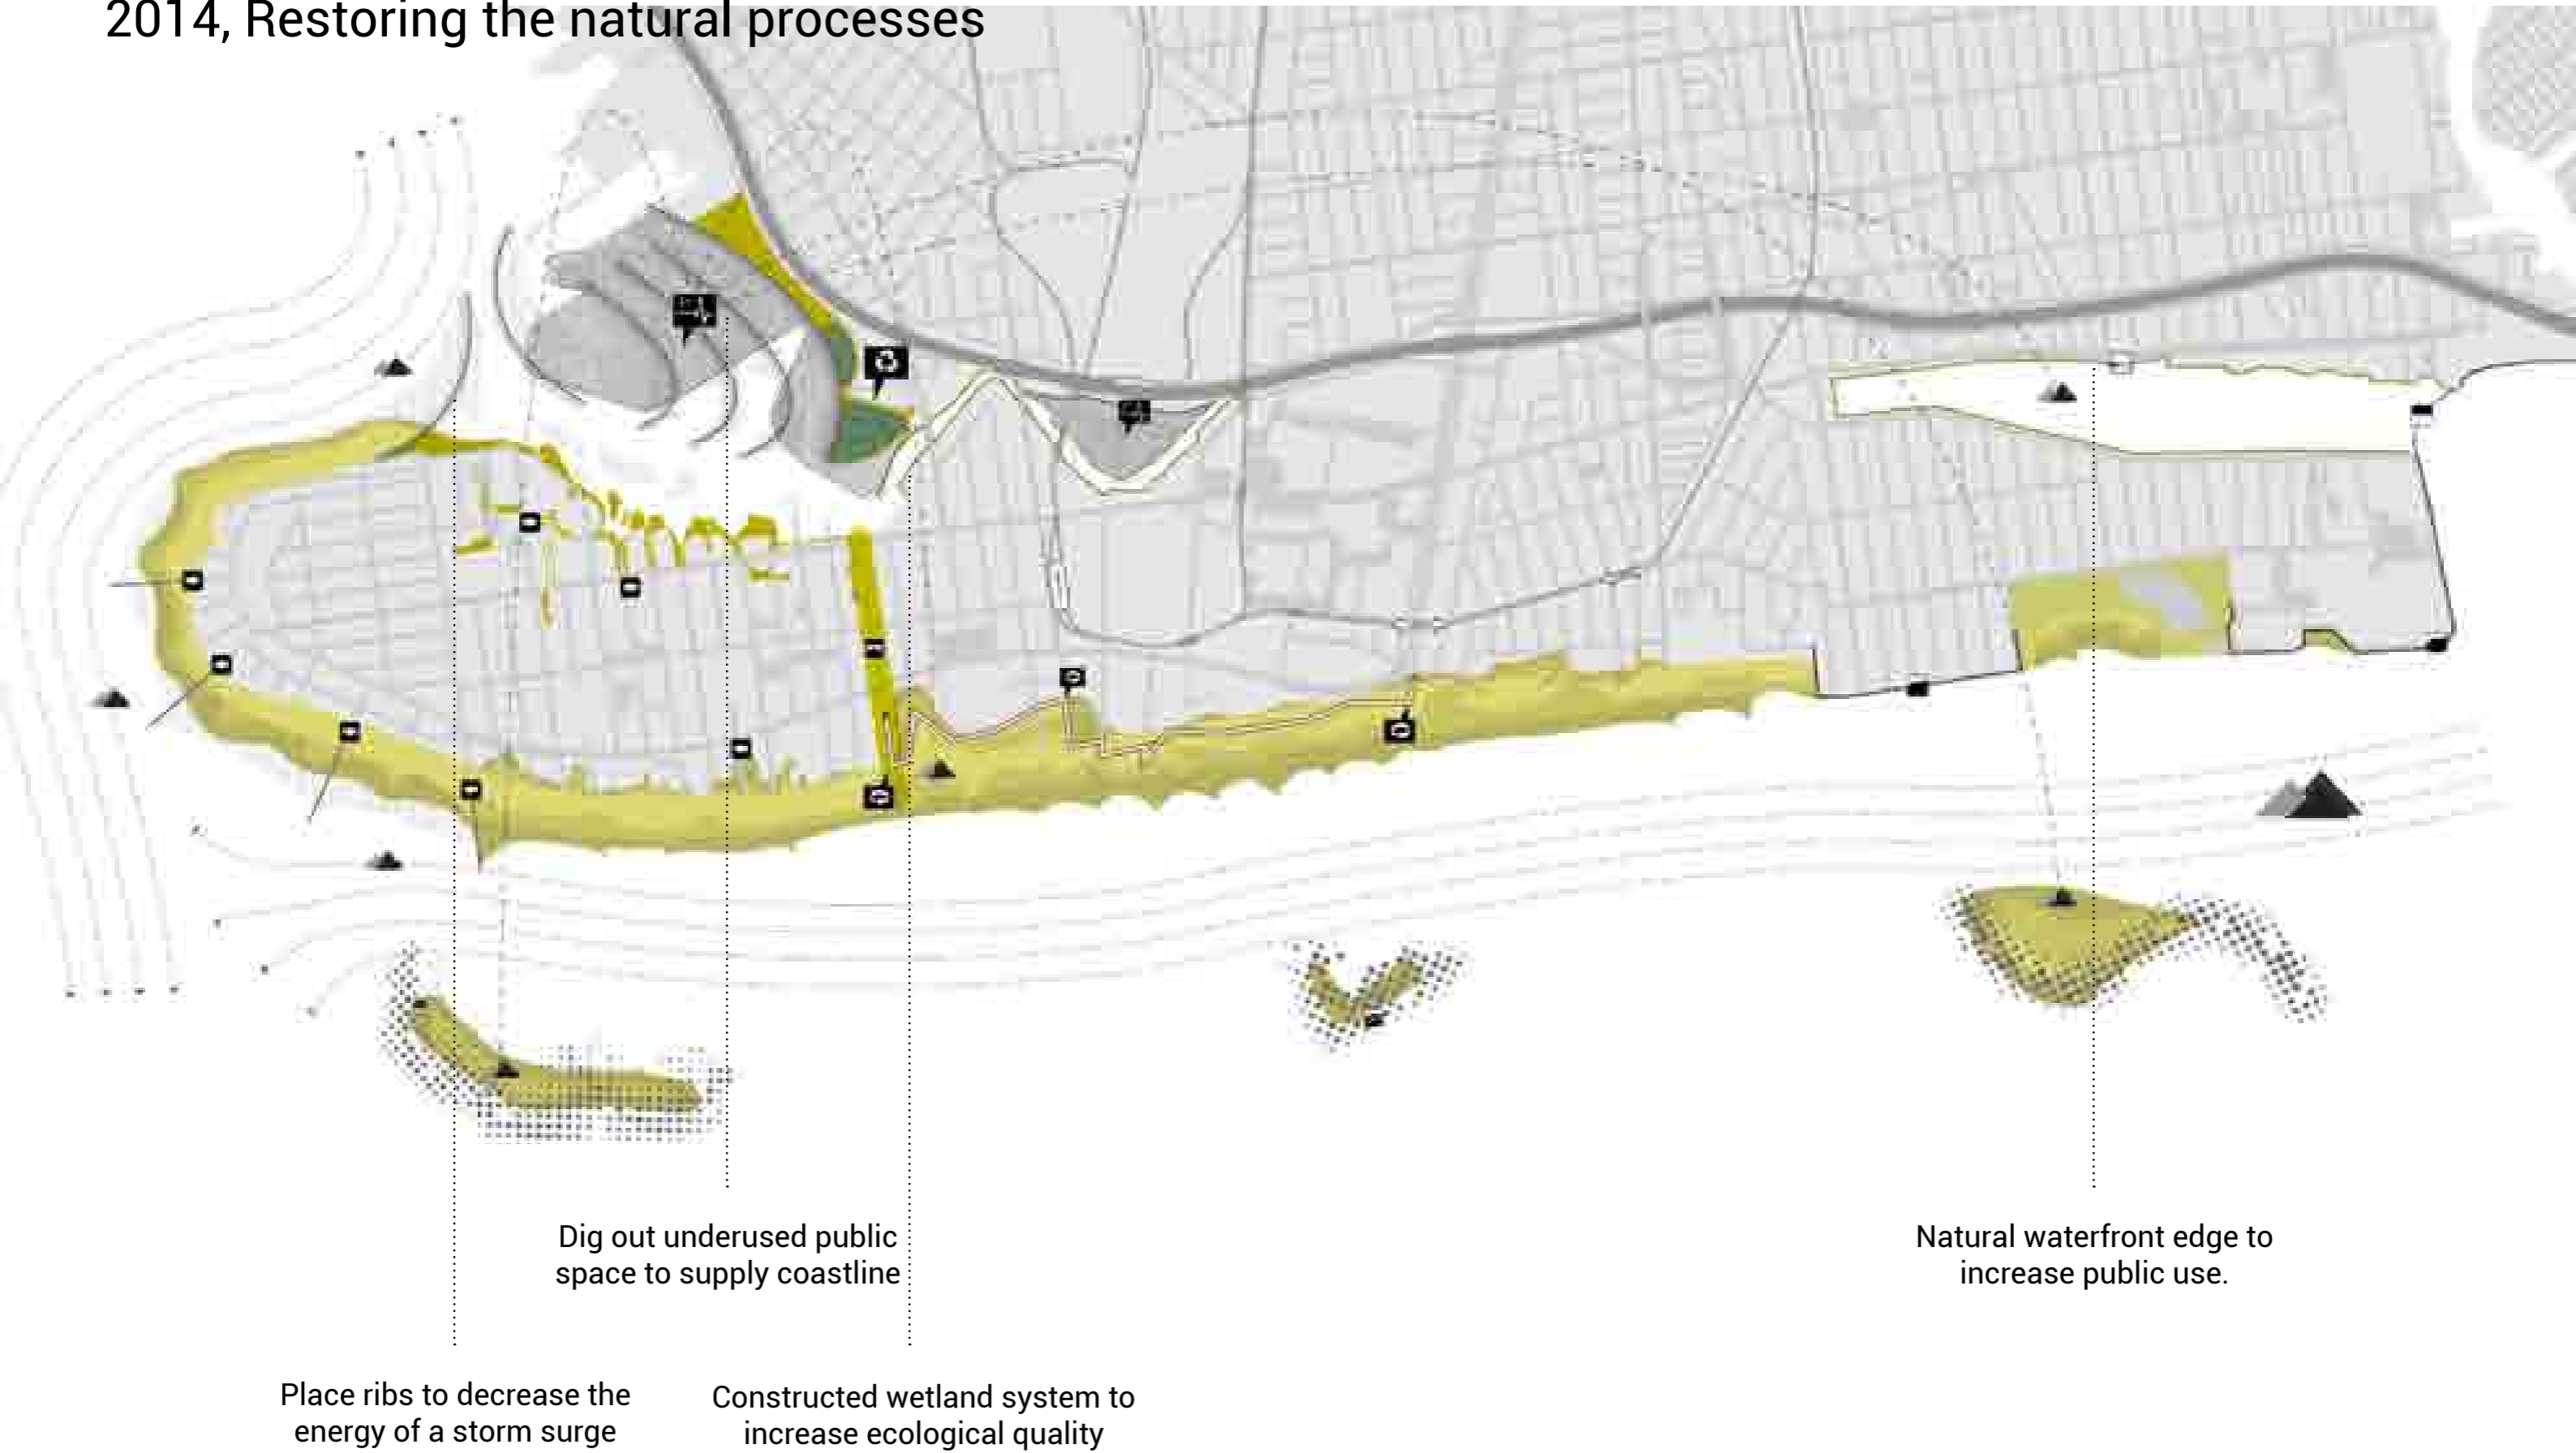 2014, Restoring the natural processes
Dig out underused public
space to supply coastline
Natural waterfront edge to
increase public use.
Place ribs to decrease the
energy of a storm surge
Constructed wetland system to
increase ecological quality